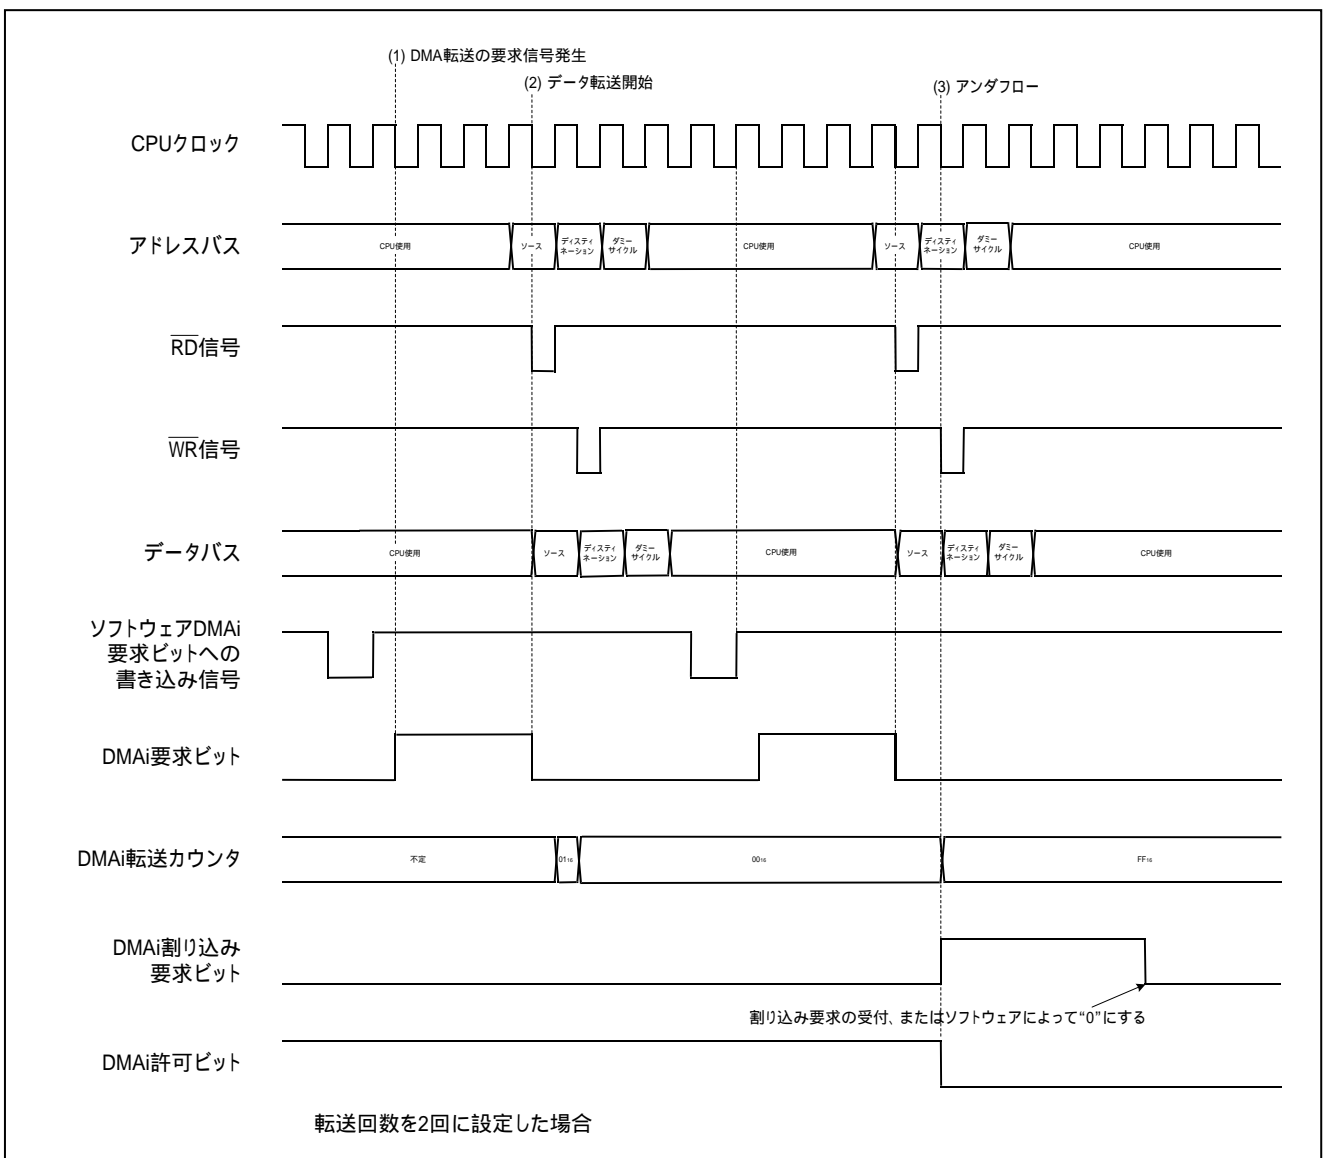 (1) DMA転送の要求信号発生
(2) データ転送開始
(3) アンダフロー
CPUクロック
アドレスバス
CPU使用
ソース
ディスティ
ネーション
ダミー
サイクル
CPU使用
ソース
ディスティ
ネーション
ダミー
サイクル
CPU使用
RD信号
WR信号
データバス
CPU使用
ソース
ディスティ
ネーション
ダミー
サイクル
CPU使用
ソース
ディスティ
ネーション
ダミー
サイクル
CPU使用
ソフトウェアDMAi
要求ビットへの
書き込み信号
DMAi要求ビット
DMAi転送カウンタ
不定
01₁₆
00₁₆
FF₁₆
DMAi割り込み
要求ビット
割り込み要求の受付、またはソフトウェアによって“0”にする
DMAi許可ビット
転送回数を2回に設定した場合